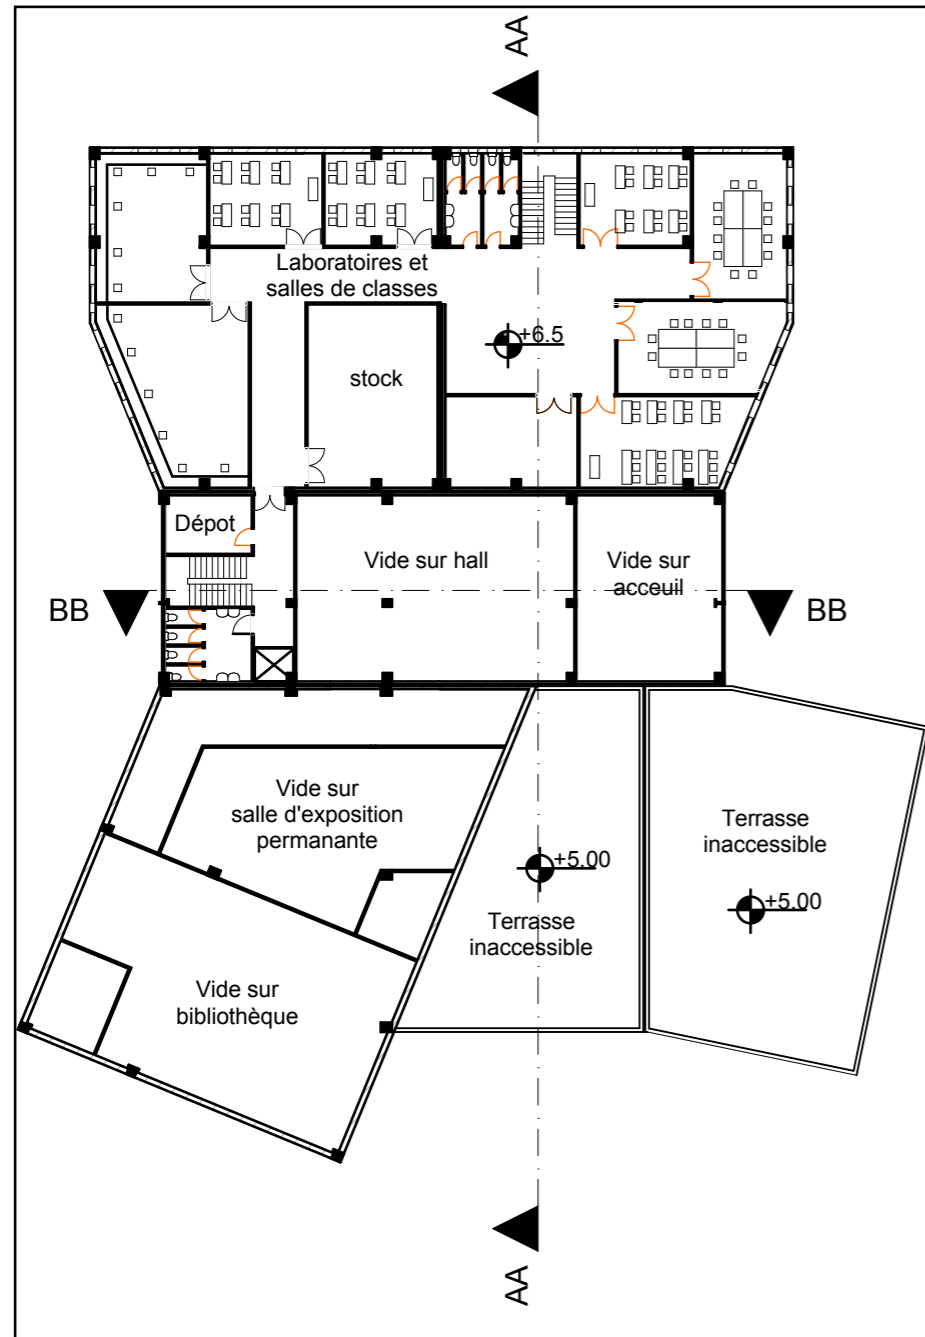 AA
Laboratoires et
salles de classes
+6.5
stock
Dépot
Vide sur hall
Vide sur
acceuil
BB
BB
Vide sur
salle d'exposition
permanante
Terrasse
inaccessible
+5.00
+5.00
Terrasse
inaccessible
Vide sur
bibliothèque
AA